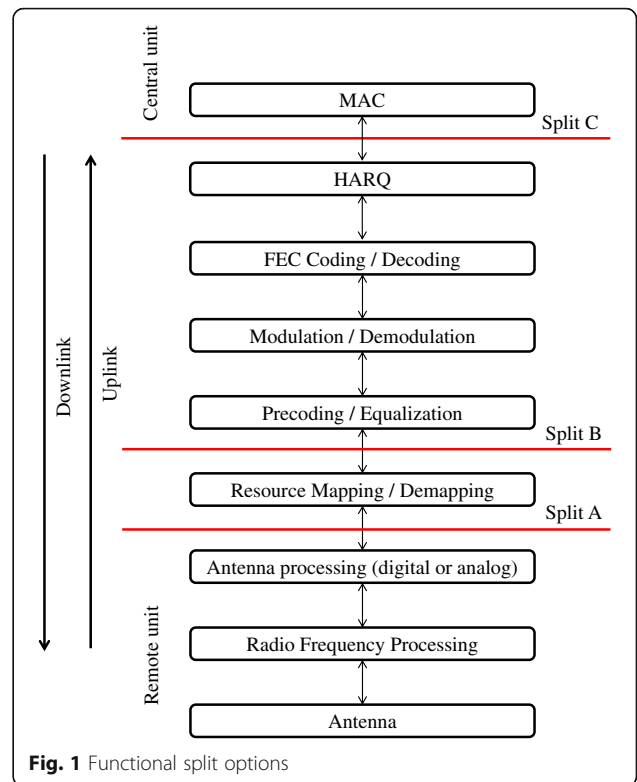 Central unit
MAC
Split C
HARQ
FEC Coding / Decoding
Modulation / Demodulation
Downlink
Uplink
Precoding / Equalization
Split B
Resource Mapping / Demapping
Split A
Antenna processing (digital or analog)
Remote unit
Radio Frequency Processing
Antenna
Fig. 1 Functional split options